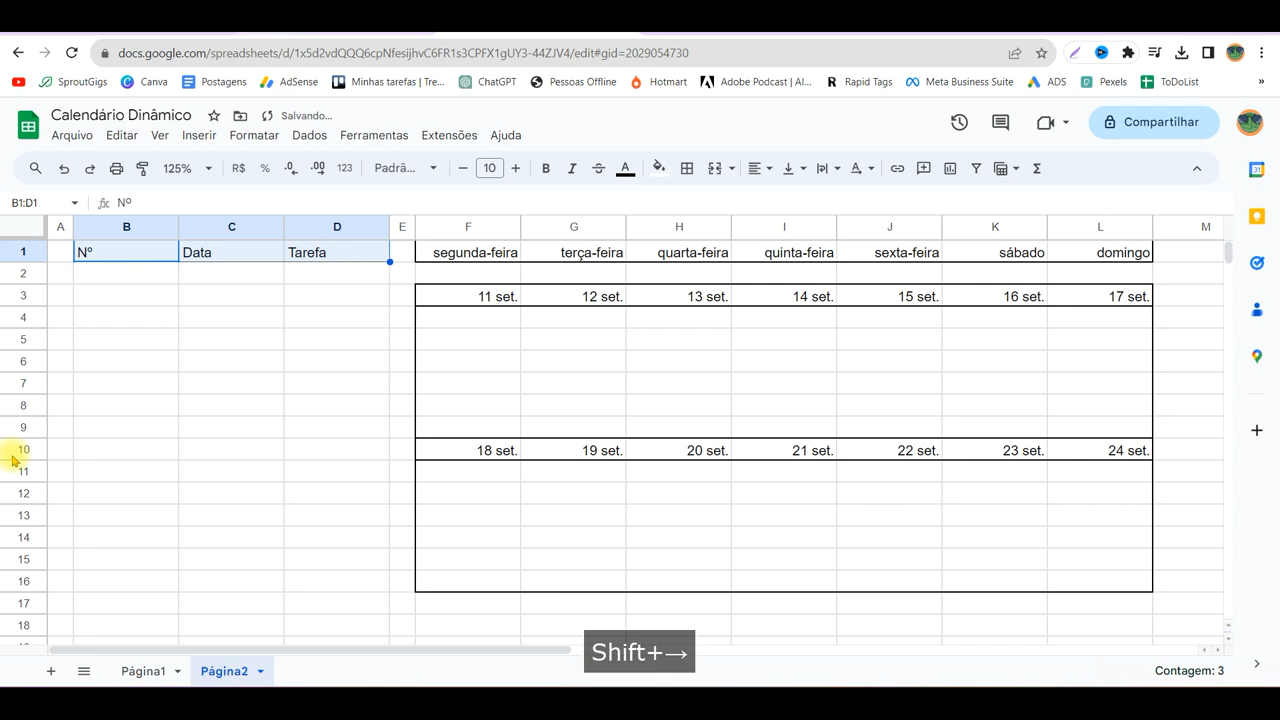 docs.google.com/spreadsheets/d/1x5d2vdQQQ6cpNfesijhvC6FR1s3CPFX1gUY3-44ZJV4/edit#gid=2029054730
SproutGigs Canva Postagens AdSense Minhas tarefas | Tre... ChatGPT Pessoas Offline Hotmart Adobe Podcast | AI... Rapid Tags Meta Business Suite ADS Pexels ToDoList »
Calendário Dinâmico Salvando...
Arquivo Editar Ver Inserir Formatar Dados Ferramentas Extensões Ajuda
Compartilhar
125% R$ % .0 .00 123 Padrã... 10 B I S A Σ
B1:D1 fx Nº
A B C D E F G H I J K L M
1 Nº Data Tarefa segunda-feira terça-feira quarta-feira quinta-feira sexta-feira sábado domingo
2
3 11 set. 12 set. 13 set. 14 set. 15 set. 16 set. 17 set.
4
5
6
7
8
9
10 18 set. 19 set. 20 set. 21 set. 22 set. 23 set. 24 set.
11
12
13
14
15
16
17
18
Shift+→
Página1 Página2 Contagem: 3